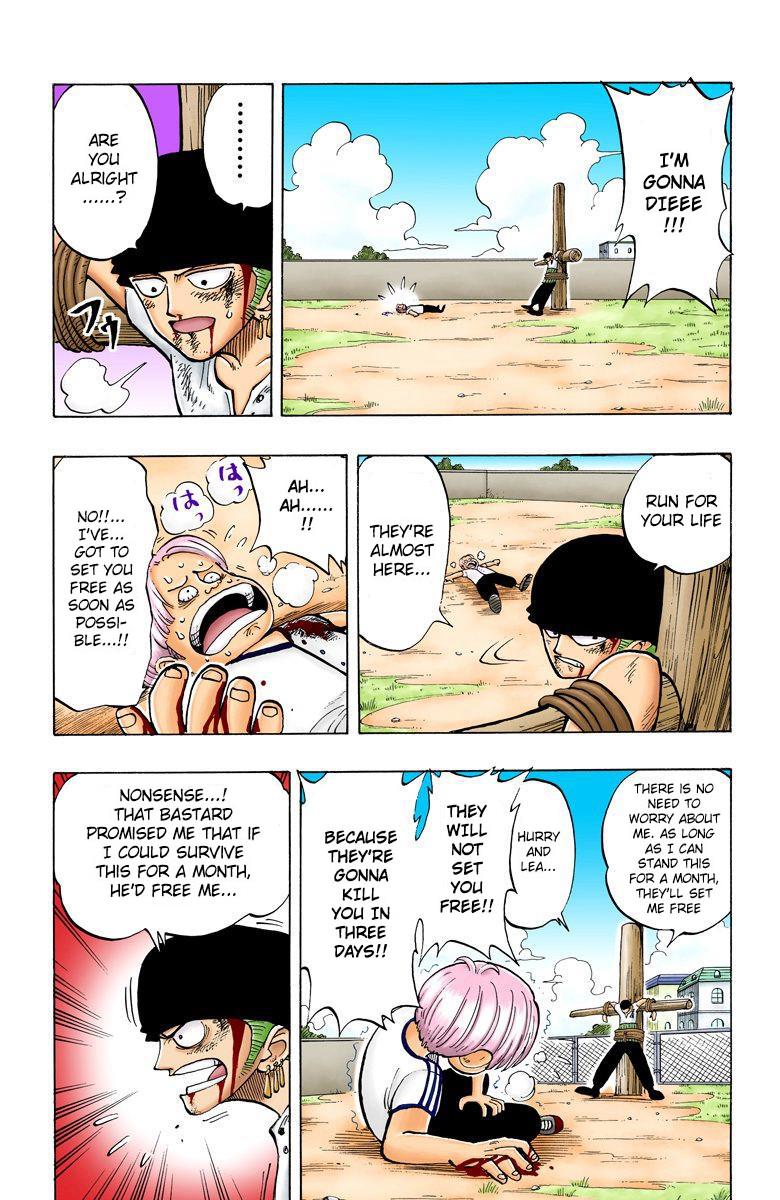 I'M
GONNA
DIEEE
!!!
.........
ARE
YOU
ALRIGHT
......?
フゥ
RUN FOR
YOUR LIFE
THEY'RE
ALMOST
HERE...
AH...
AH......
!!
はっ
はっ
NO!!...
I'VE...
GOT TO
SET YOU
FREE AS
SOON AS
POSSI-
BLE...!!
THERE IS NO
NEED TO
WORRY ABOUT
ME. AS LONG
AS I CAN
STAND THIS
FOR A MONTH,
THEY'LL SET
ME FREE
HURRY
AND
LEA...
THEY
WILL
NOT
SET
YOU
FREE!!
BECAUSE
THEY'RE
GONNA
KILL
YOU IN
THREE
DAYS!!
NONSENSE...!
THAT BASTARD
PROMISED ME THAT IF
I COULD SURVIVE
THIS FOR A MONTH,
HE'D FREE ME...